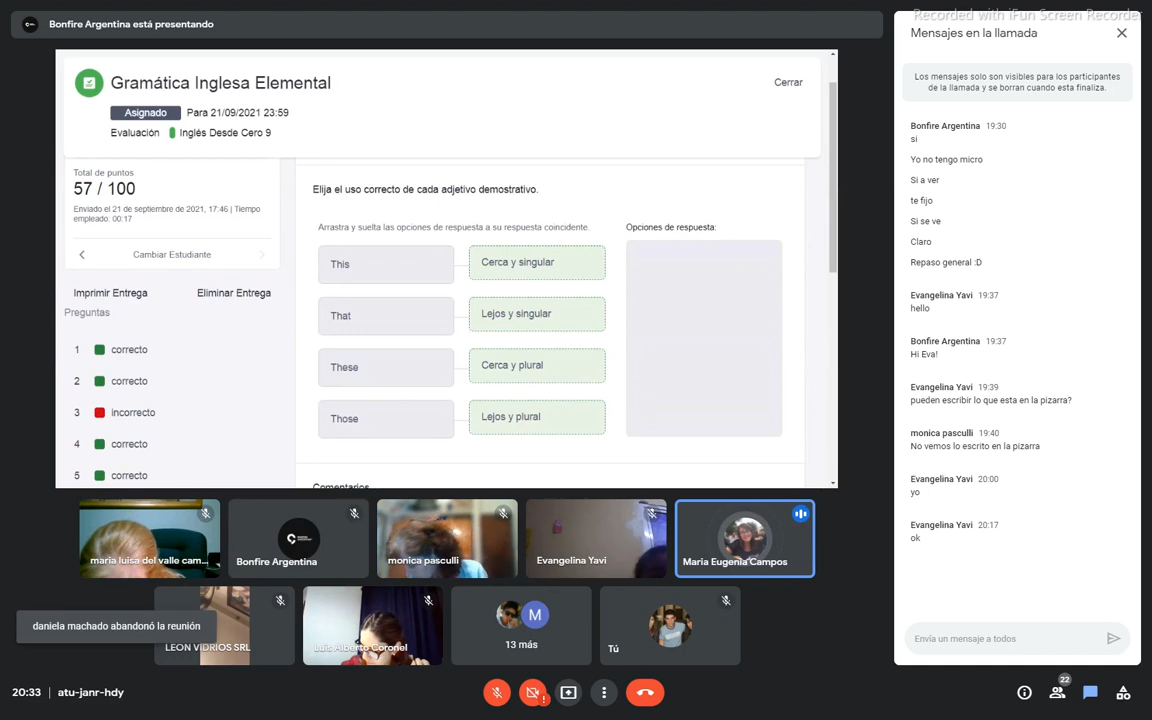 Bonfire Argentina está presentando
Recorded with iFun Screen Recorder
Gramática Inglesa Elemental
Cerrar
Asignado Para 21/09/2021 23:59
Evaluación Inglés Desde Cero 9
Total de puntos
57 / 100
Enviado el 21 de septiembre de 2021, 17:46 | Tiempo
empleado: 00:17
Cambiar Estudiante
Imprimir Entrega Eliminar Entrega
Preguntas
1 correcto
2 correcto
3 incorrecto
4 correcto
5 correcto
Elija el uso correcto de cada adjetivo demostrativo.
Arrastra y suelta las opciones de respuesta a su respuesta coincidente.
Opciones de respuesta:
This Cerca y singular
That Lejos y singular
These Cerca y plural
Those Lejos y plural
Comentarios
maria luisa del valle cam...
Bonfire Argentina
monica pasculli
Evangelina Yavi
Maria Eugenia Campos
daniela machado abandonó la reunión
LEON VIDRIOS SRL
Luis Alberto Coronel
M
13 más
Tú
20:33 atu-janr-hdy
22
Mensajes en la llamada
Los mensajes solo son visibles para los participantes
de la llamada y se borran cuando esta finaliza.
Bonfire Argentina 19:30
si
Yo no tengo micro
Si a ver
te fijo
Si se ve
Claro
Repaso general :D
Evangelina Yavi 19:37
hello
Bonfire Argentina 19:37
Hi Eva!
Evangelina Yavi 19:39
pueden escribir lo que esta en la pizarra?
monica pasculli 19:40
No vemos lo escrito en la pizarra
Evangelina Yavi 20:00
yo
Evangelina Yavi 20:17
ok
Envía un mensaje a todos